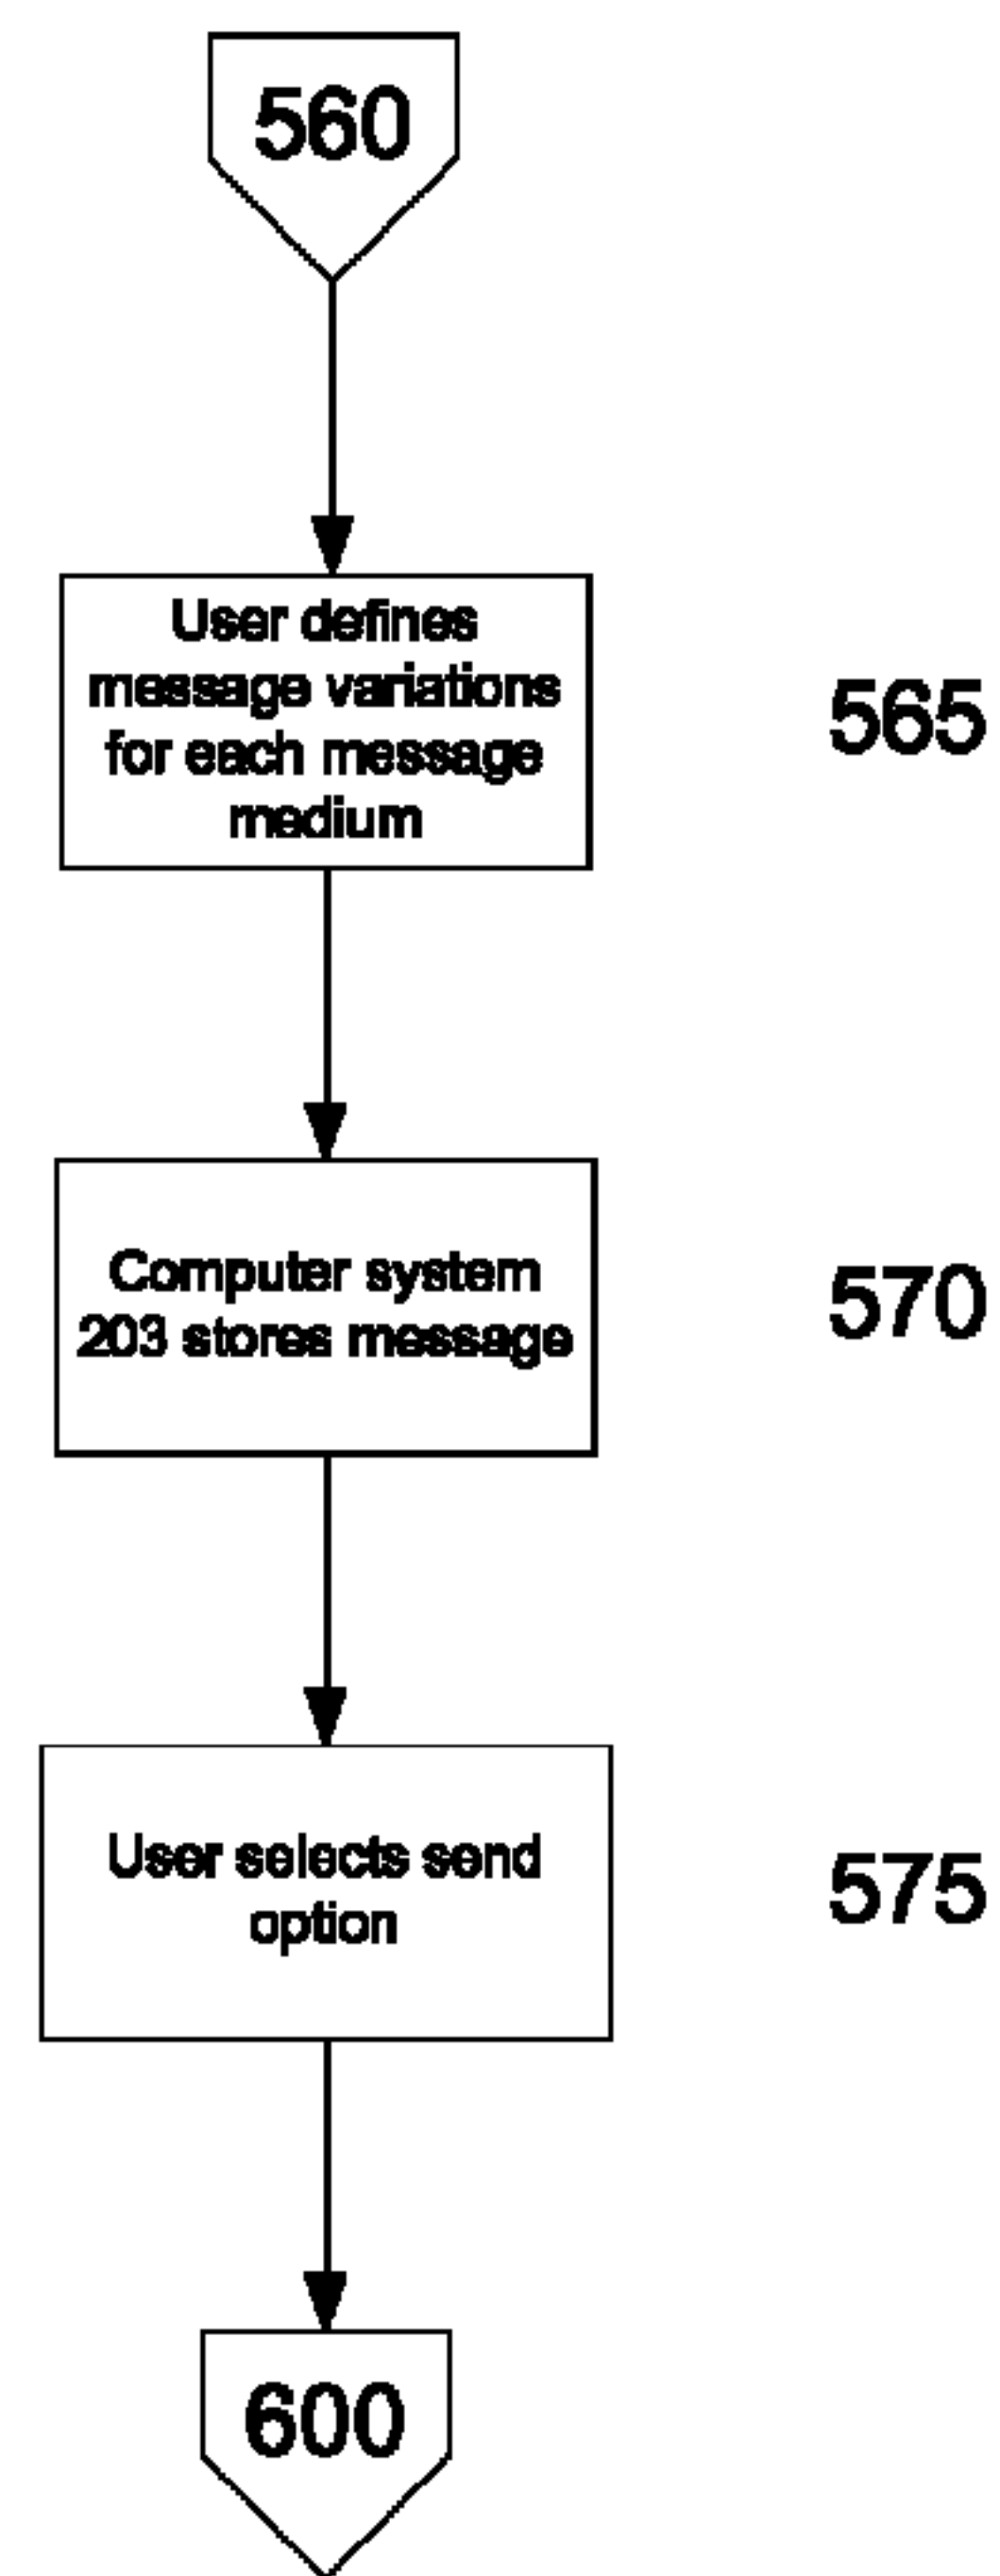 560
User defines
message variations
for each message
medium
565
Computer system
203 stores message
570
User selects send
option
575
600